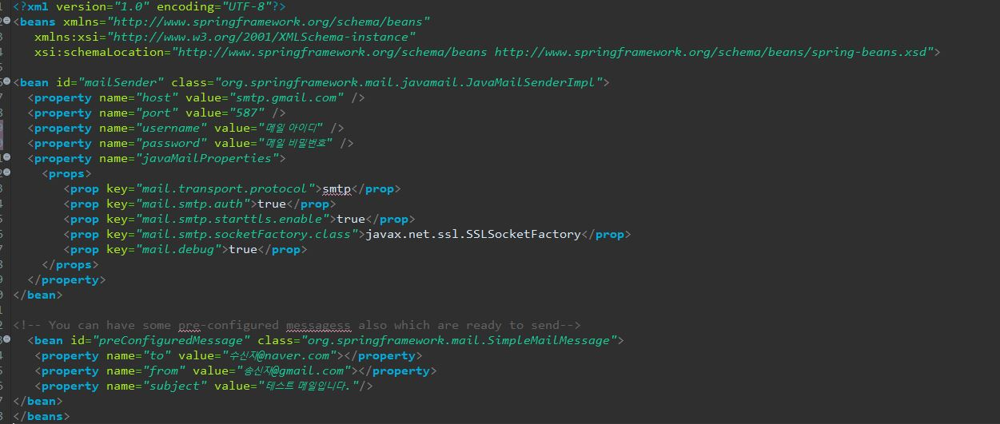 <?xml version="1.0" encoding="UTF-8"?>
<beans xmlns="http://www.springframework.org/schema/beans"
xmlns:xsi="http://www.w3.org/2001/XMLSchema-instance"
xsi:schemaLocation="http://www.springframework.org/schema/beans http://www.springframework.org/schema/beans/spring-beans.xsd">
<bean id="mailSender" class="org.springframework.mail.javamail.JavaMailSenderImpl">
<property name="host" value="smtp.gmail.com" />
<property name="port" value="587" />
<property name="username" value="메일 아이디" />
<property name="password" value="메일 비밀번호" />
<property name="javaMailProperties">
<props>
<prop key="mail.transport.protocol">smtp</prop>
<prop key="mail.smtp.auth">true</prop>
<prop key="mail.smtp.starttls.enable">true</prop>
<prop key="mail.smtp.socketFactory.class">javax.net.ssl.SSLSocketFactory</prop>
<prop key="mail.debug">true</prop>
</props>
</property>
</bean>
<!-- You can have some pre-configured messagess also which are ready to send-->
<bean id="preConfiguredMessage" class="org.springframework.mail.SimpleMailMessage">
<property name="to" value="수신자@naver.com"></property>
<property name="from" value="송신자@gmail.com"></property>
<property name="subject" value="테스트 메일입니다."/>
</bean>
</beans>